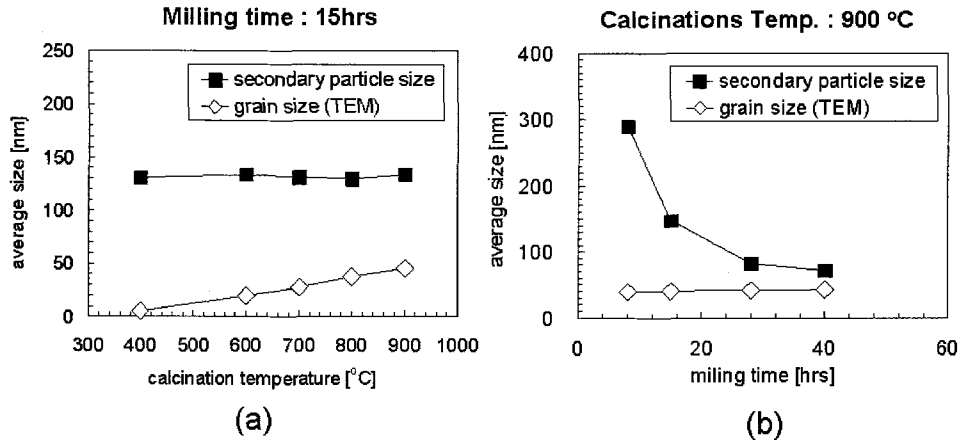 Milling time : 15hrs
250
200
150
100
50
0
average size [nm]
secondary particle size
grain size (TEM)
300 400 500 600 700 800 900 1000
calcination temperature [°C]
(a)
Calcinations Temp. : 900 °C
400
300
200
100
0
average size [nm]
secondary particle size
grain size (TEM)
0 20 40 60
miling time [hrs]
(b)